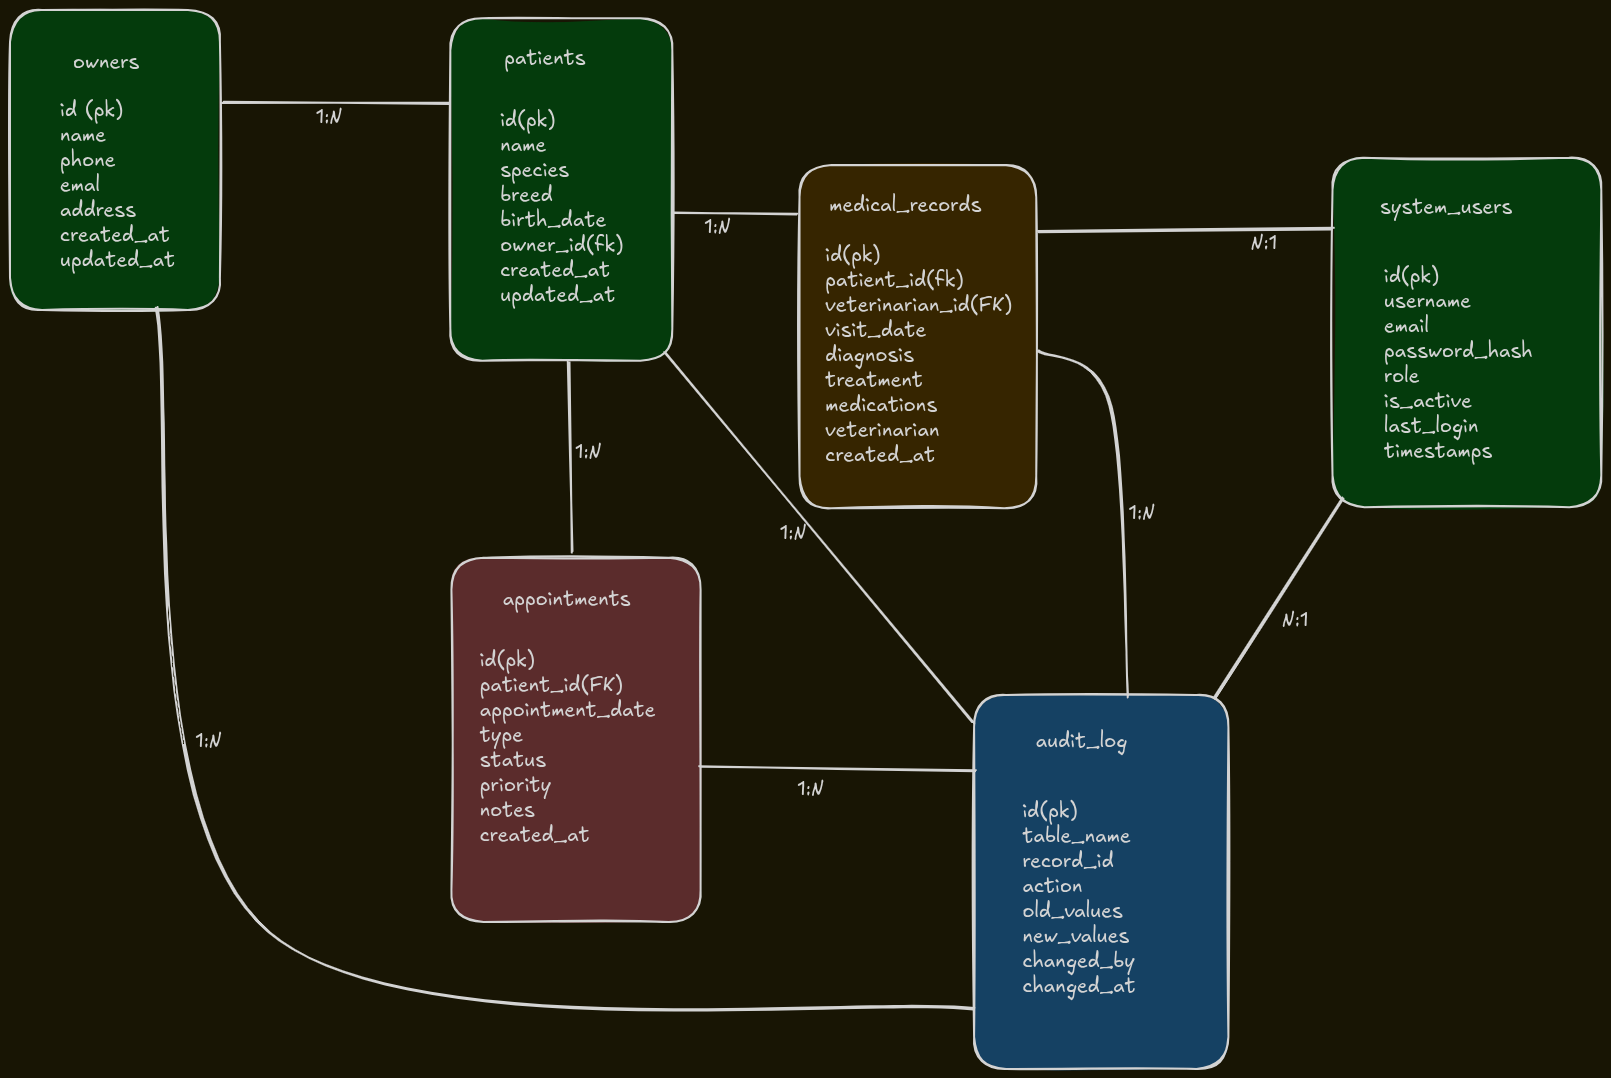 owners
id (pk)
name
phone
emal
address
created_at
updated_at
1:N
patients
id(pk)
name
species
breed
birth_date
owner_id(fk)
created_at
updated_at
1:N
medical_records
id(pk)
patient_id(fk)
veterinarian_id(FK)
visit_date
diagnosis
treatment
medications
veterinarian
created_at
N:1
system_users
id(pk)
username
email
password_hash
role
is_active
last_login
timestamps
1:N
1:N
1:N
N:1
appointments
id(pk)
patient_id(FK)
appointment_date
type
status
priority
notes
created_at
1:N
1:N
audit_log
id(pk)
table_name
record_id
action
old_values
new_values
changed_by
changed_at